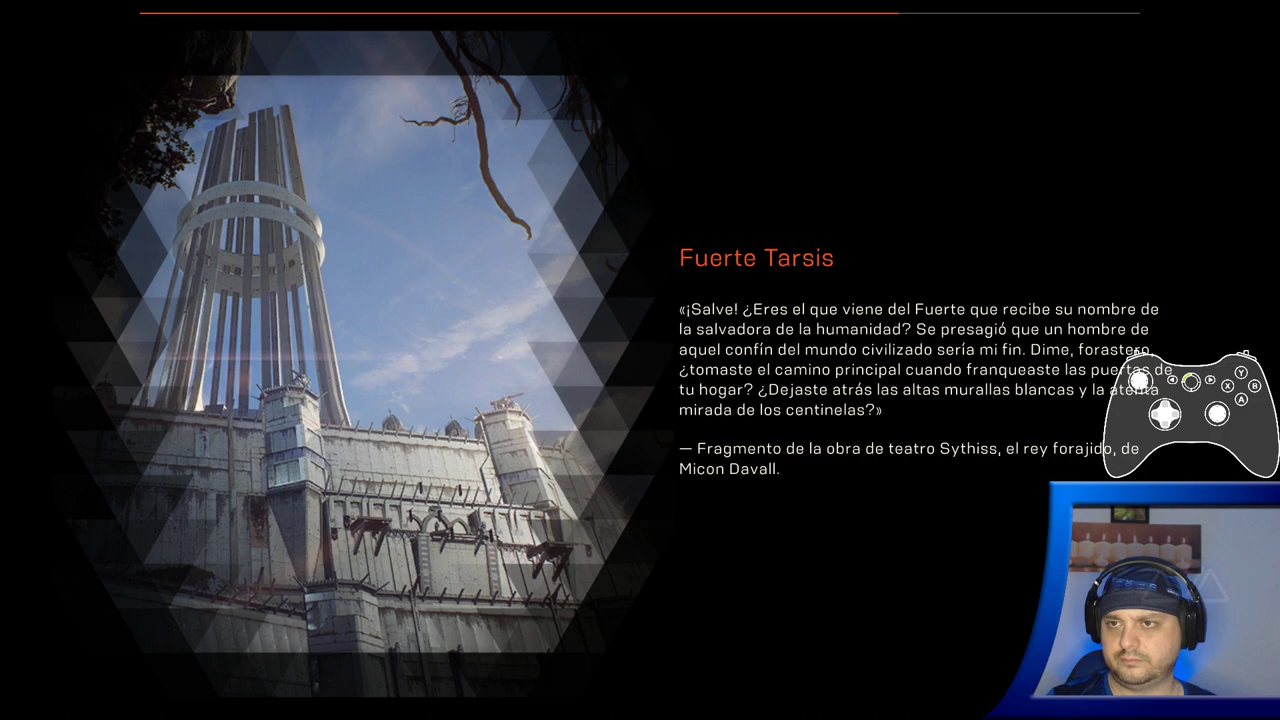 Fuerte Tarsis
«¡Salve! ¿Eres el que viene del Fuerte que recibe su nombre de
la salvadora de la humanidad? Se presagió que un hombre de
aquel confín del mundo civilizado sería mi fin. Dime, forastero,
¿tomaste el camino principal cuando franqueaste las puertas de
tu hogar? ¿Dejaste atrás las altas murallas blancas y la atenta
mirada de los centinelas?»
— Fragmento de la obra de teatro Sythiss, el rey forajido, de
Micon Davall.
Y
X
B
A